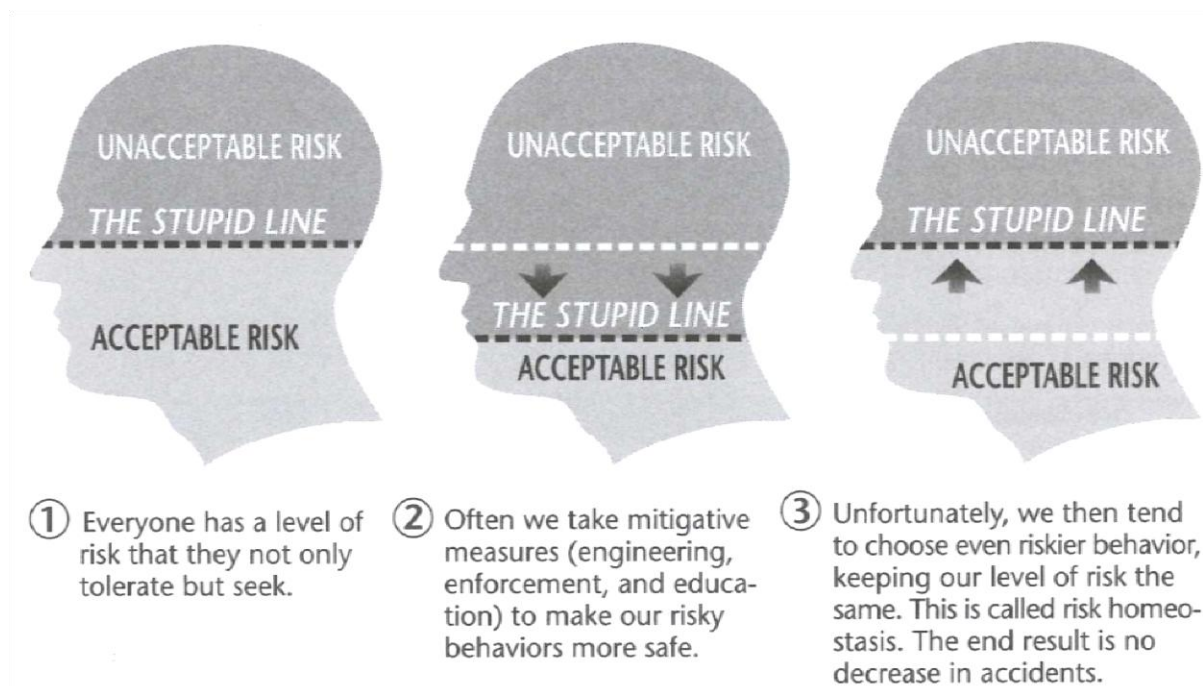 UNACCEPTABLE RISK
THE STUPID LINE
ACCEPTABLE RISK
UNACCEPTABLE RISK
THE STUPID LINE
ACCEPTABLE RISK
UNACCEPTABLE RISK
THE STUPID LINE
ACCEPTABLE RISK
① Everyone has a level of
risk that they not only
tolerate but seek.
② Often we take mitigative
measures (engineering,
enforcement, and educa-
tion) to make our risky
behaviors more safe.
③ Unfortunately, we then tend
to choose even riskier behavior,
keeping our level of risk the
same. This is called risk homeo-
stasis. The end result is no
decrease in accidents.